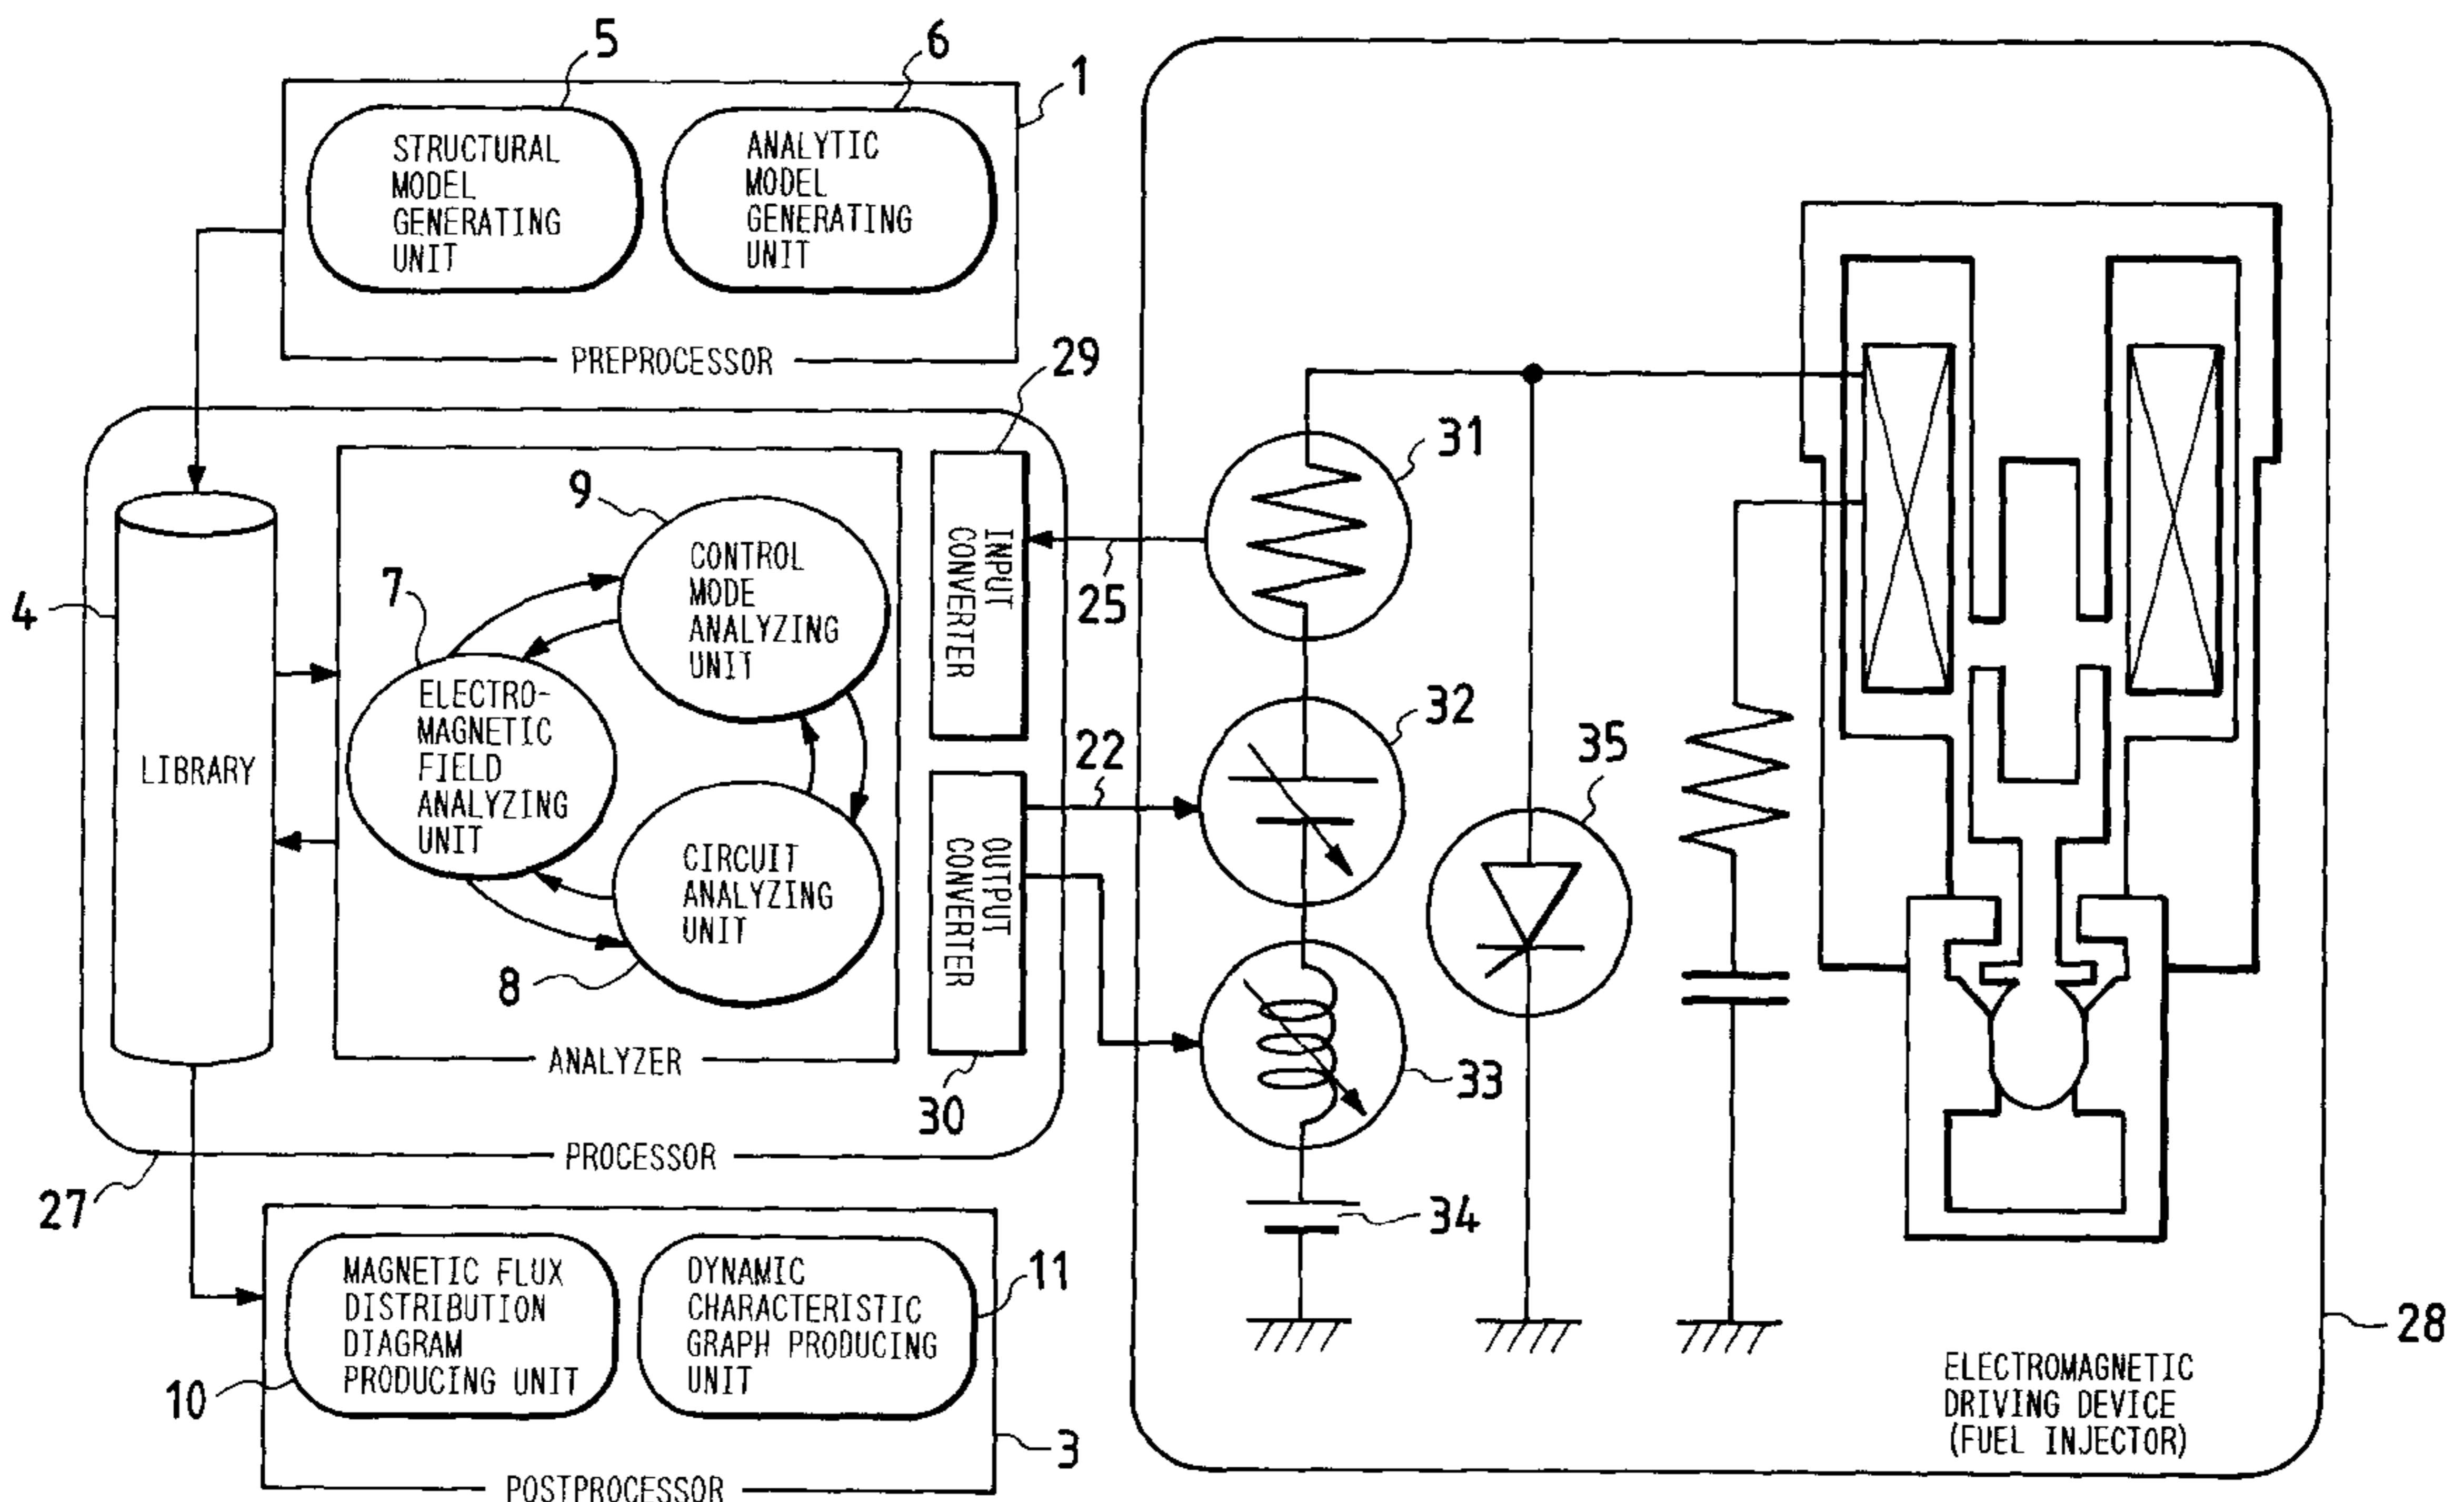 5
6
1
STRUCTURAL
MODEL
GENERATING
UNIT
ANALYTIC
MODEL
GENERATING
UNIT
PREPROCESSOR
29
31
9
CONTROL
MODE
ANALYZING
UNIT
INPUT
CONVERTER
25
7
4
ELECTRO-
MAGNETIC
FIELD
ANALYZING
UNIT
LIBRARY
22
32
35
CIRCUIT
ANALYZING
UNIT
OUTPUT
CONVERTER
8
33
ANALYZER
30
PROCESSOR
27
34
MAGNETIC FLUX
DISTRIBUTION
DIAGRAM
PRODUCING UNIT
DYNAMIC
CHARACTERISTIC
GRAPH PRODUCING
UNIT
11
10
3
POSTPROCESSOR
28
ELECTROMAGNETIC
DRIVING DEVICE
(FUEL INJECTOR)